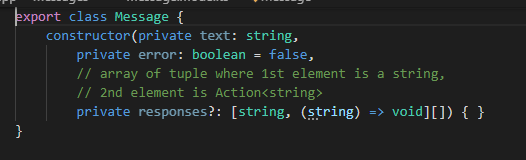 export class Message {
constructor(private text: string,
private error: boolean = false,
// array of tuple where 1st element is a string,
// 2nd element is Action<string>
private responses?: [string, (string) => void][]) { }
}